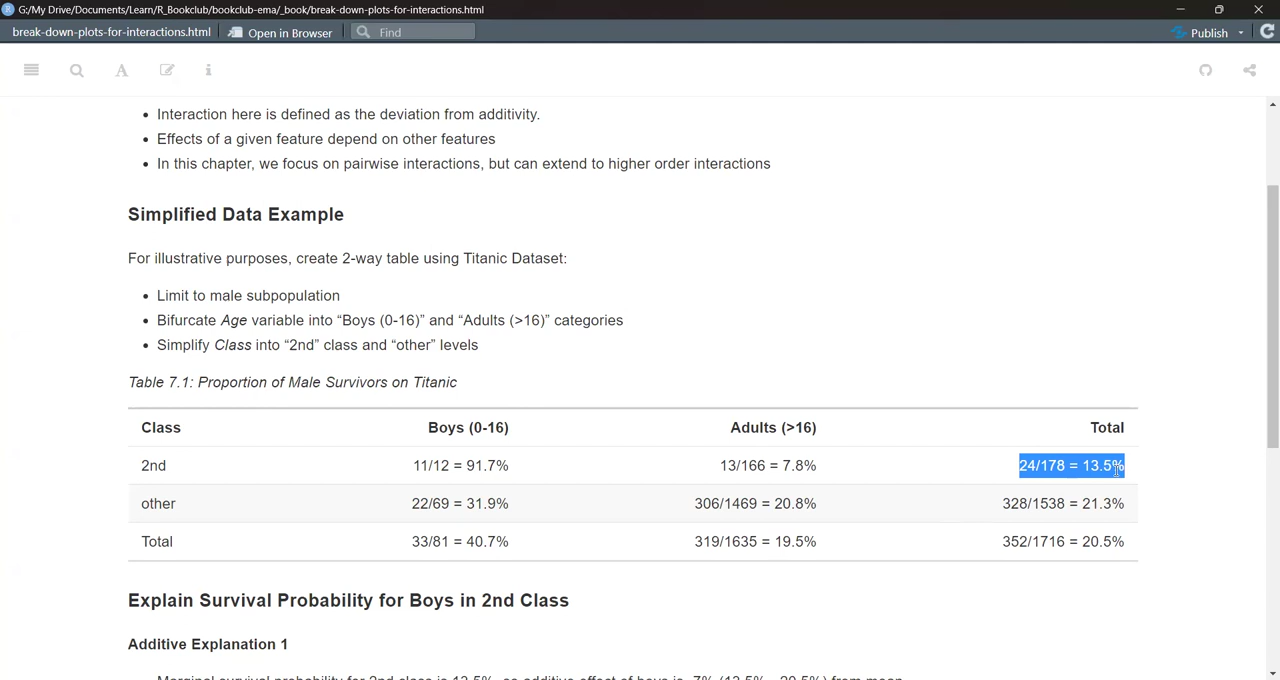 G:/My Drive/Documents/Learn/R_Bookclub/bookclub-ema/_book/break-down-plots-for-interactions.html
break-down-plots-for-interactions.html Open in Browser Find Publish
Interaction here is defined as the deviation from additivity.
Effects of a given feature depend on other features
In this chapter, we focus on pairwise interactions, but can extend to higher order interactions
Simplified Data Example
For illustrative purposes, create 2-way table using Titanic Dataset:
Limit to male subpopulation
Bifurcate Age variable into “Boys (0-16)” and “Adults (>16)” categories
Simplify Class into “2nd” class and “other” levels
Table 7.1: Proportion of Male Survivors on Titanic
Class Boys (0-16) Adults (>16) Total
2nd 11/12 = 91.7% 13/166 = 7.8% 24/178 = 13.5%
other 22/69 = 31.9% 306/1469 = 20.8% 328/1538 = 21.3%
Total 33/81 = 40.7% 319/1635 = 19.5% 352/1716 = 20.5%
Explain Survival Probability for Boys in 2nd Class
Additive Explanation 1